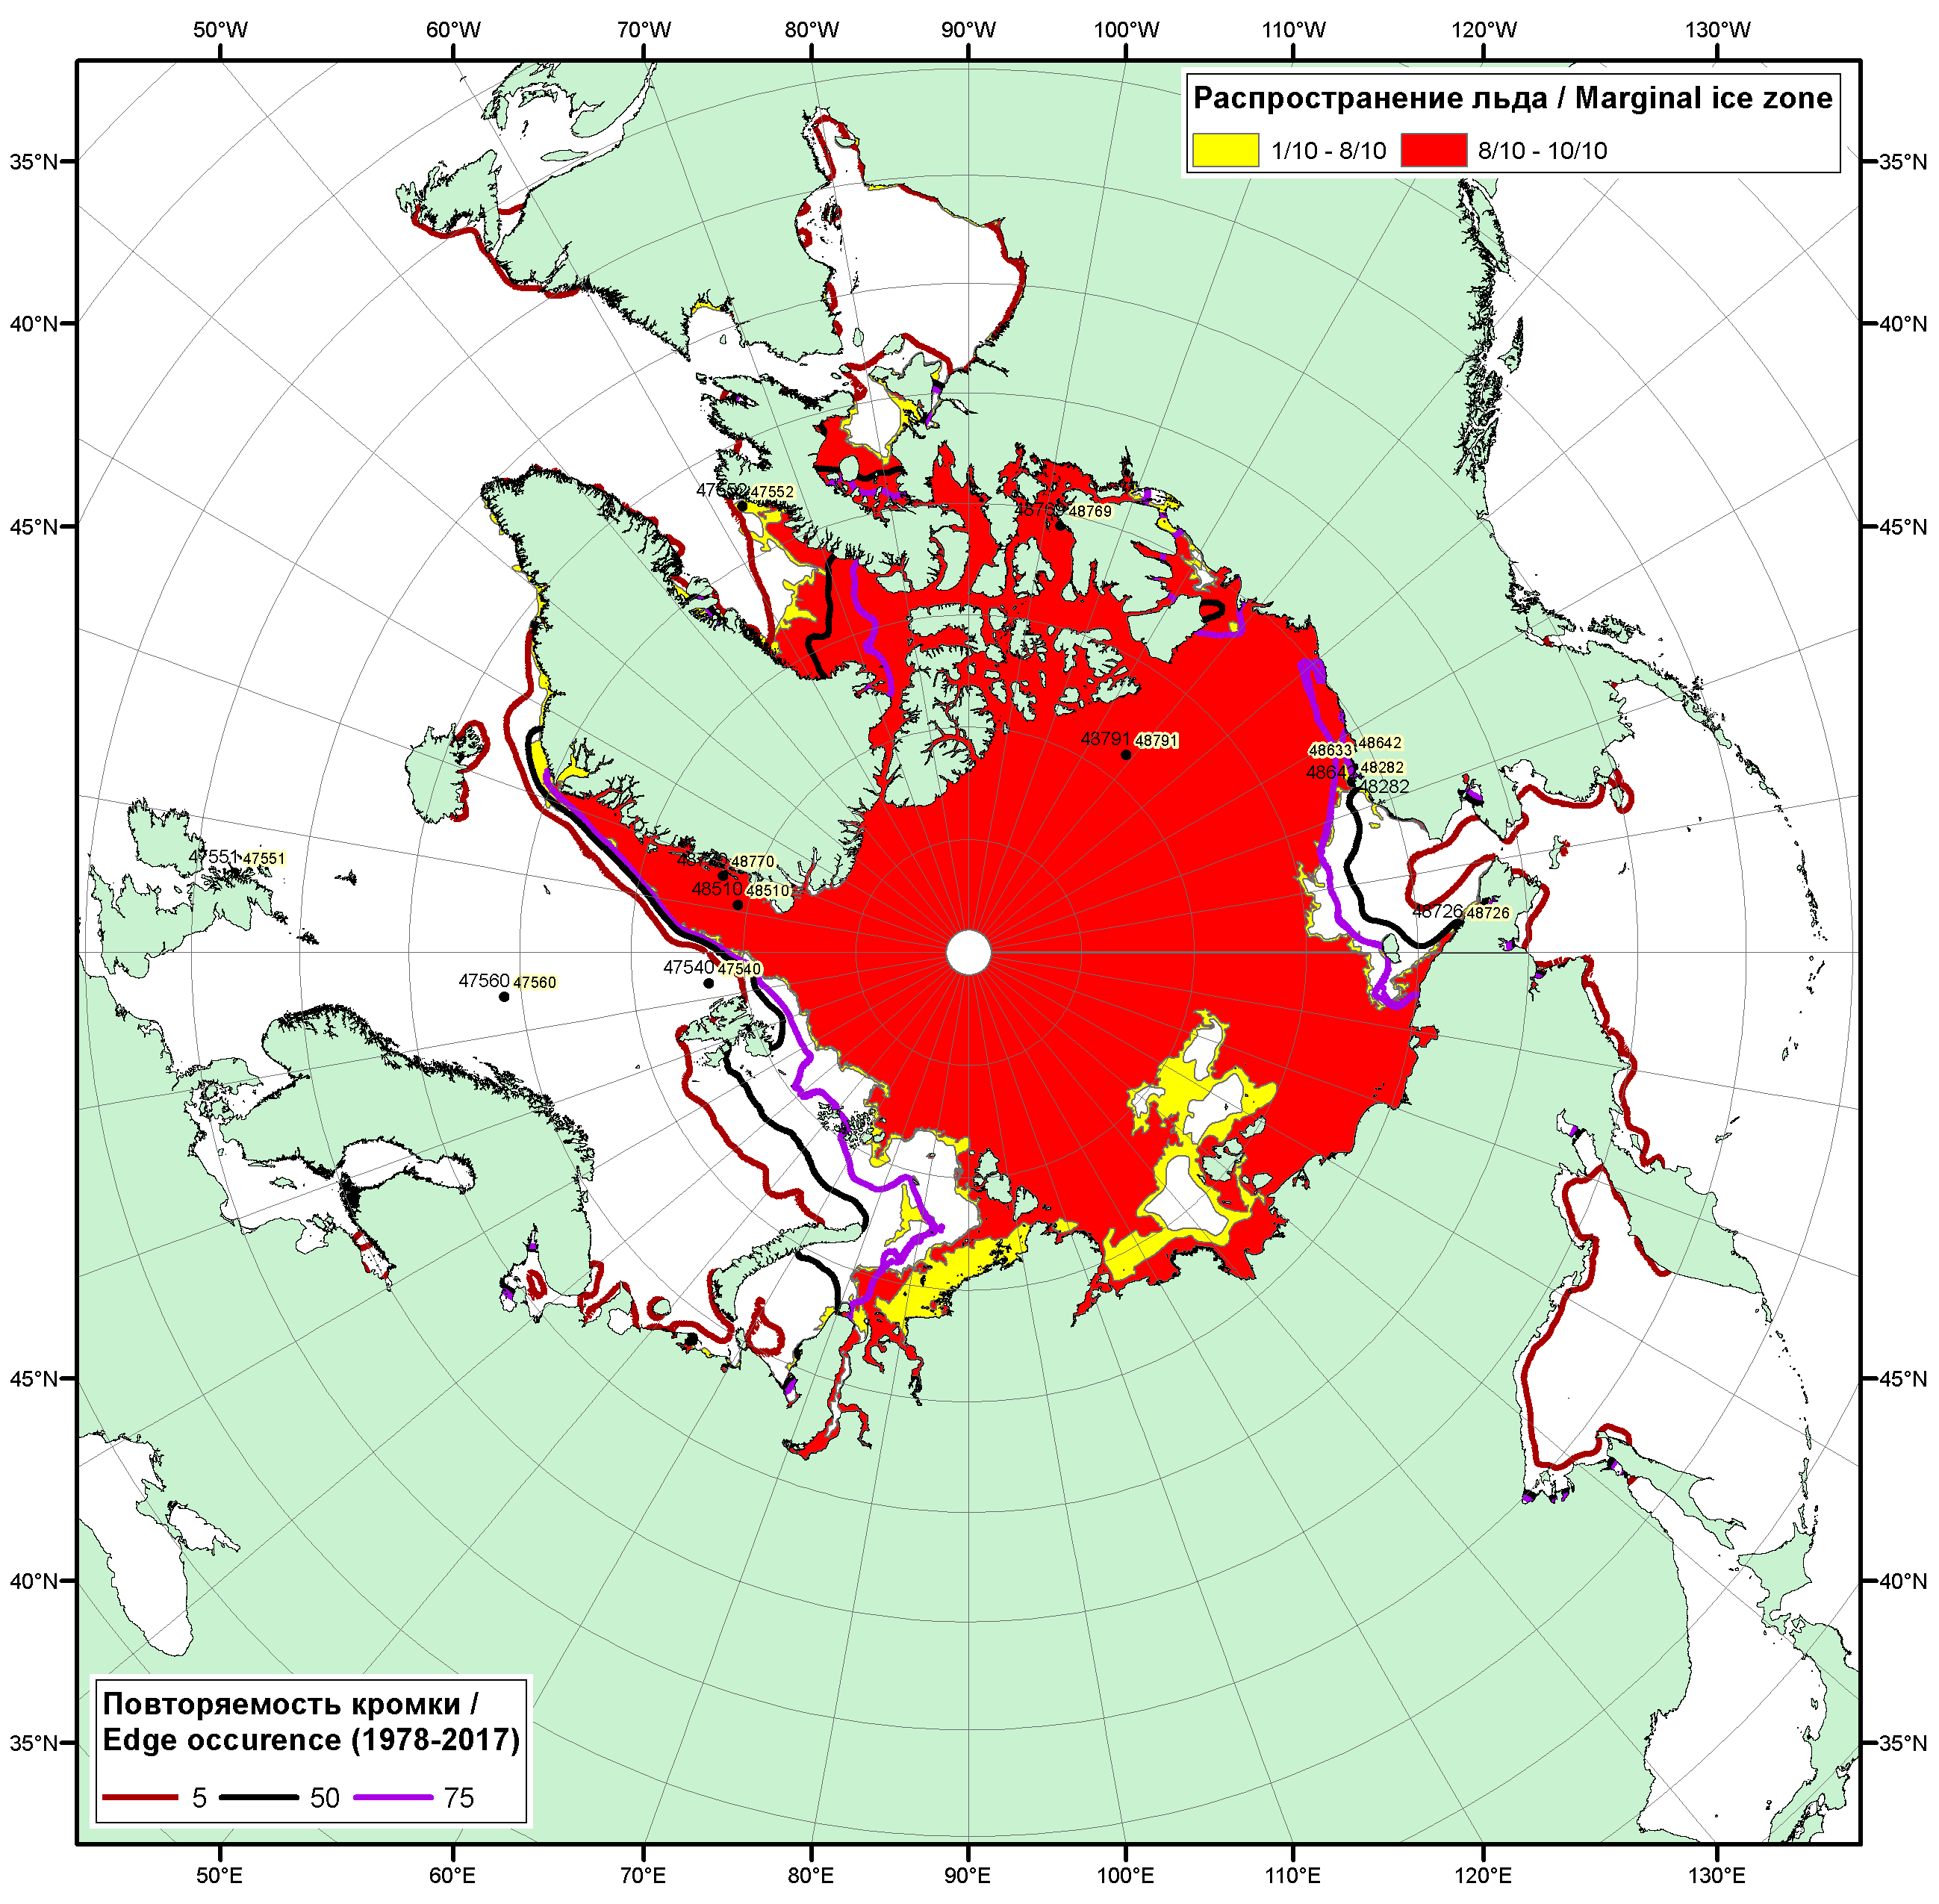 50°W 60°W 70°W 80°W 90°W 100°W 110°W 120°W 130°W
Распространение льда / Marginal ice zone
1/10 - 8/10 8/10 - 10/10
35°N 35°N
40°N 40°N
45°N 45°N
47552 47552
48769 48769
48791 48791
48633 48642
48282
48282
47551 47551
48770
48510 48510
48726 48726
47540 47540
47560 47560
45°N 45°N
40°N 40°N
35°N 35°N
Повторяемость кромки /
Edge occurence (1978-2017)
5 50 75
50°E 60°E 70°E 80°E 90°E 100°E 110°E 120°E 130°E